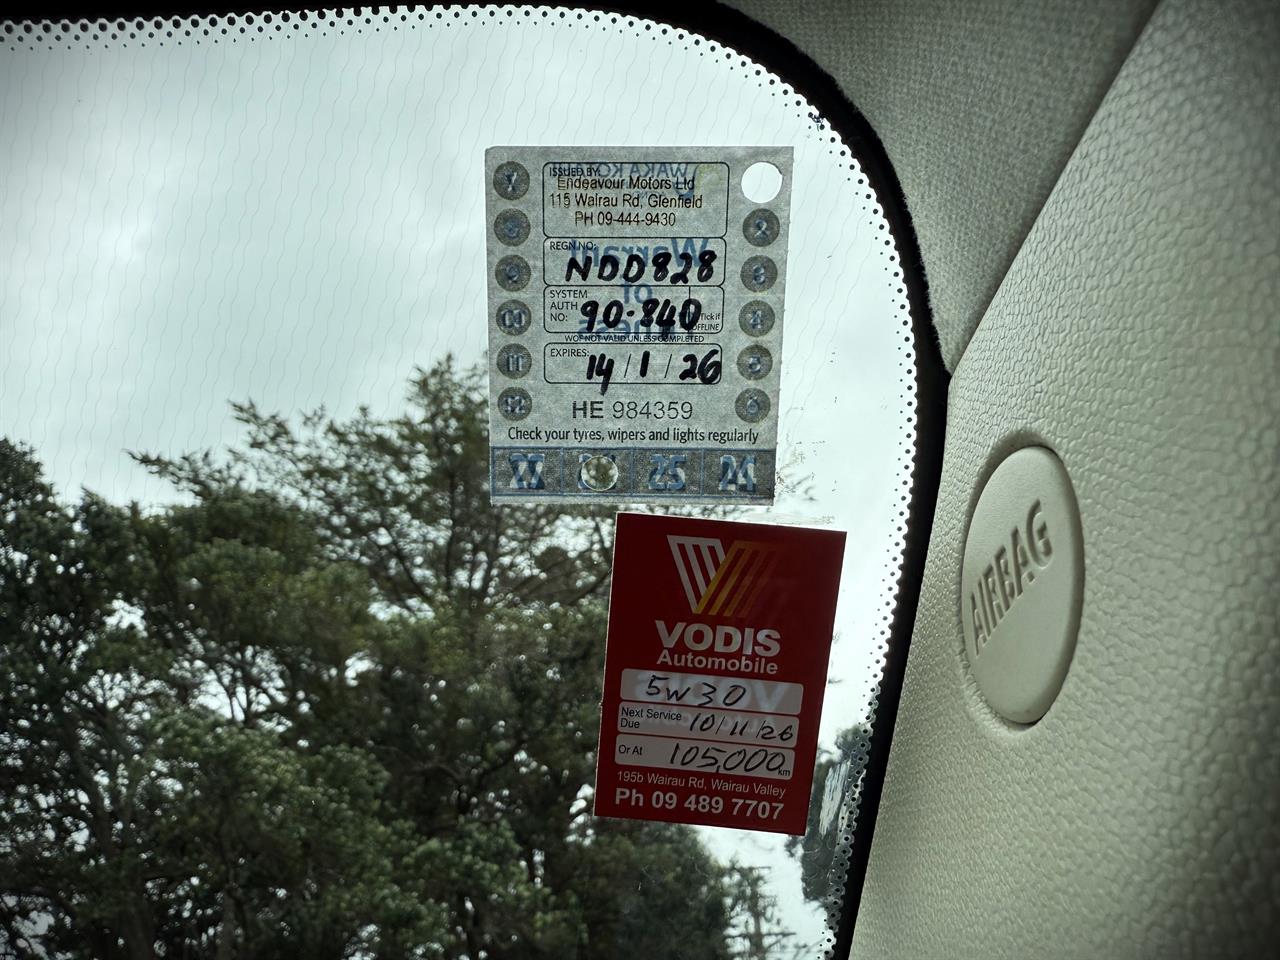 ISSUED BY:
Endeavour Motors Ltd
115 Wairau Rd, Glenfield
PH 09-444-9430
REGN NO:
NDD828
SYSTEM
AUTH
NO:
90-840
Tick if
OFFLINE
WOF NOT VALID UNLESS COMPLETED
EXPIRES:
14/1/26
HE 984359
Check your tyres, wipers and lights regularly
AIRBAG
VODIS
Automobile
5W30
Next Service
Due
10/11/26
Or At
105,000 km
195b Wairau Rd, Wairau Valley
Ph 09 489 7707